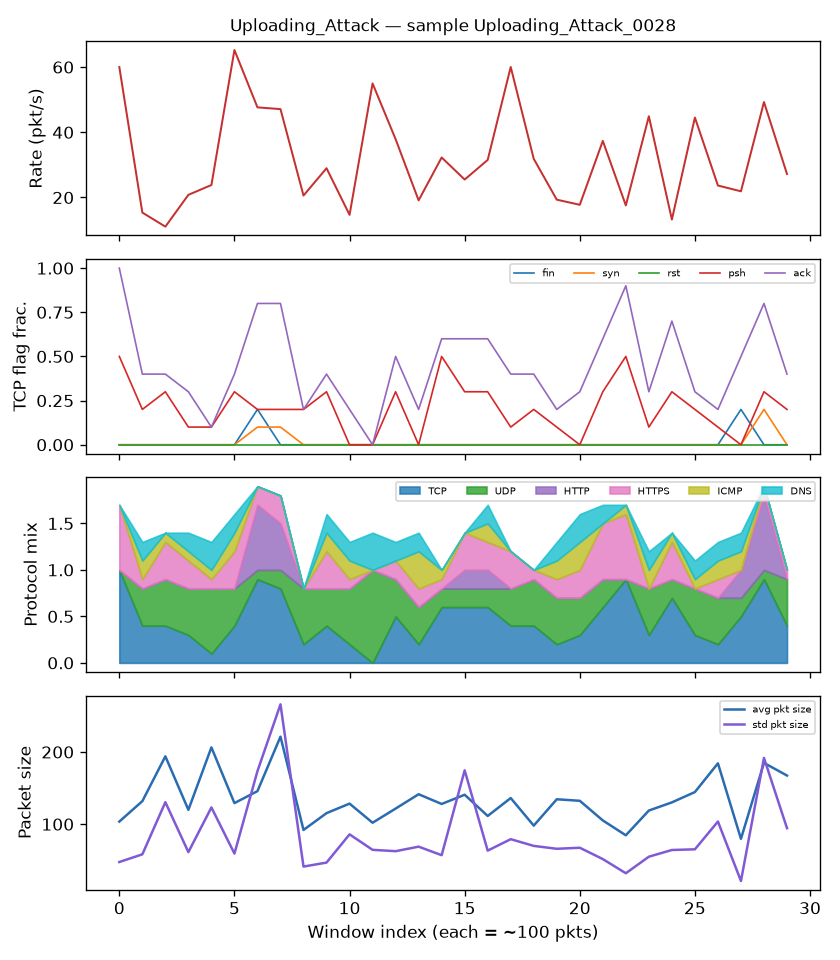 Uploading_Attack — sample Uploading_Attack_0028
Rate (pkt/s)
60
40
20
TCP flag frac.
1.00
0.75
0.50
0.25
0.00
fin syn rst psh ack
Protocol mix
1.5
1.0
0.5
0.0
TCP UDP HTTP HTTPS ICMP DNS
Packet size
200
100
avg pkt size
std pkt size
0 5 10 15 20 25 30
Window index (each = ~100 pkts)